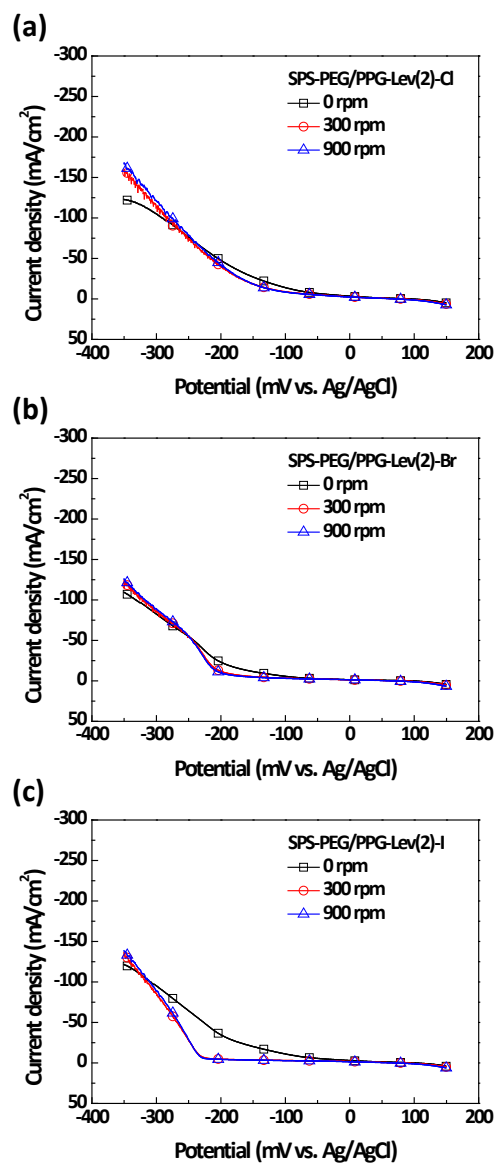 (a)
-300
-250
-200
-150
-100
-50
0
50
Current density (mA/cm²)
SPS-PEG/PPG-Lev(2)-Cl
0 rpm
300 rpm
900 rpm
-400 -300 -200 -100 0 100 200
Potential (mV vs. Ag/AgCl)
(b)
-300
-250
-200
-150
-100
-50
0
50
Current density (mA/cm²)
SPS-PEG/PPG-Lev(2)-Br
0 rpm
300 rpm
900 rpm
-400 -300 -200 -100 0 100 200
Potential (mV vs. Ag/AgCl)
(c)
-300
-250
-200
-150
-100
-50
0
50
Current density (mA/cm²)
SPS-PEG/PPG-Lev(2)-I
0 rpm
300 rpm
900 rpm
-400 -300 -200 -100 0 100 200
Potential (mV vs. Ag/AgCl)